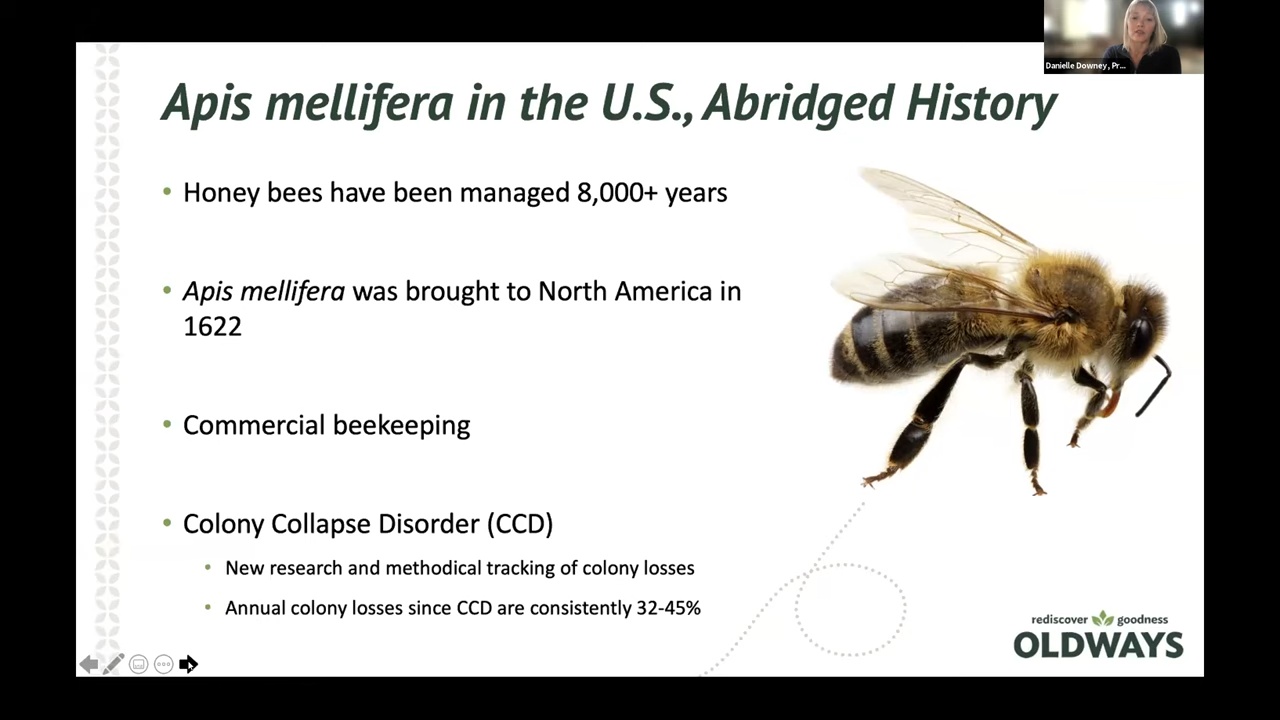 Danielle Downey, Pr...
Apis mellifera in the U.S., Abridged History
• Honey bees have been managed 8,000+ years
• Apis mellifera was brought to North America in
1622
• Commercial beekeeping
• Colony Collapse Disorder (CCD)
• New research and methodical tracking of colony losses
• Annual colony losses since CCD are consistently 32-45%
rediscover goodness
OLDWAYS